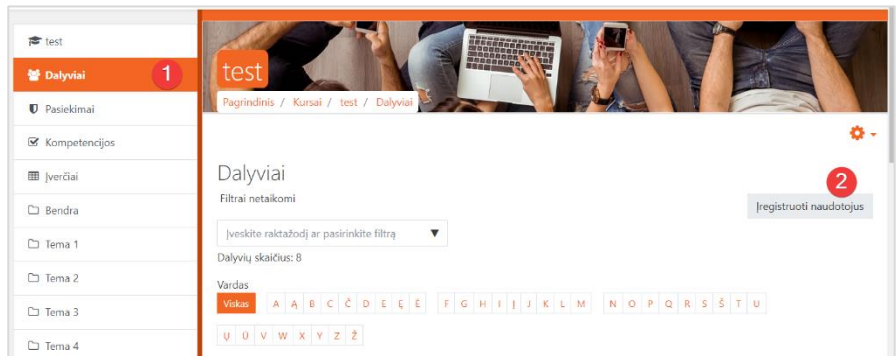 test
Dalyviai
1
Pasiekimai
Kompetencijos
Įverčiai
Bendra
Tema 1
Tema 2
Tema 3
Tema 4
test
Pagrindinis / Kursai / test / Dalyviai
Dalyviai
2
Filtrai netaikomi
Įregistruoti naudotojus
Įveskite raktažodį ar pasirinkite filtrą
Dalyvių skaičius: 8
Vardas
Viskas A Ą B C Č D E Ę Ė F G H I Į J K L M N O P Q R S Š T U
Ų Ū V W X Y Z Ž